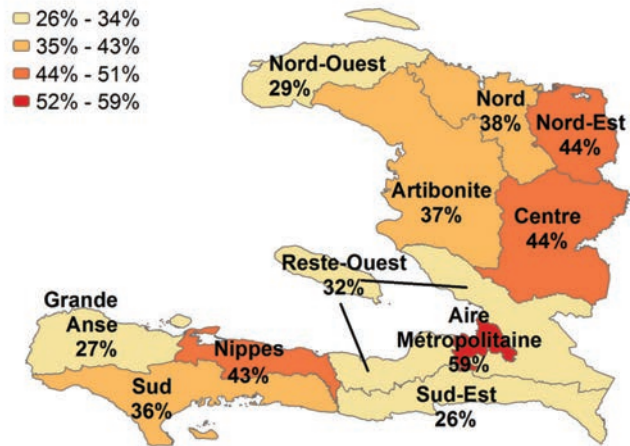 26% - 34%
35% - 43%
44% - 51%
52% - 59%
Nord-Ouest
29%
Nord
38%
Nord-Est
44%
Artibonite
37%
Centre
44%
Reste-Ouest
32%
Grande
Anse
27%
Aire
Métropolitaine
59%
Nippes
43%
Sud
36%
Sud-Est
26%